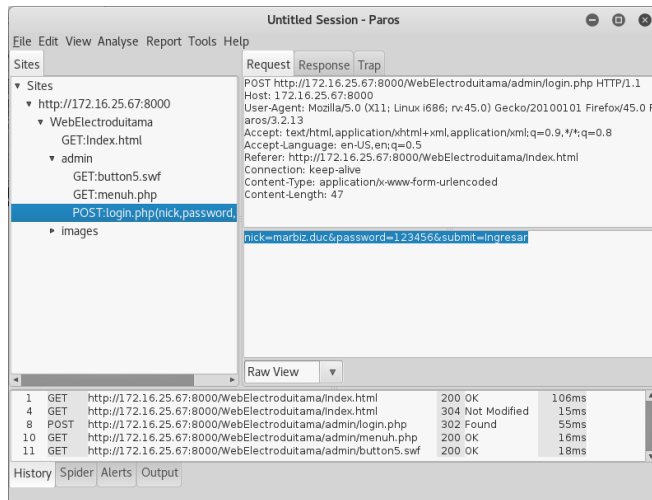 Untitled Session - Paros
File Edit View Analyse Report Tools Help
Sites
Sites
http://172.16.25.67:8000
WebElectroduitama
GET:Index.html
admin
GET:button5.swf
GET:menuh.php
POST:login.php(nick,password,
images
Request Response Trap
POST http://172.16.25.67:8000/WebElectroduitama/admin/login.php HTTP/1.1
Host: 172.16.25.67:8000
User-Agent: Mozilla/5.0 (X11; Linux i686; rv:45.0) Gecko/20100101 Firefox/45.0 P
aros/3.2.13
Accept: text/html,application/xhtml+xml,application/xml;q=0.9,*/*;q=0.8
Accept-Language: en-US,en;q=0.5
Referer: http://172.16.25.67:8000/WebElectroduitama/Index.html
Connection: keep-alive
Content-Type: application/x-www-form-urlencoded
Content-Length: 47
nick=marbiz.duc&password=123456&submit=Ingresar
Raw View
1 GET http://172.16.25.67:8000/WebElectroduitama/Index.html 200 OK 106ms
4 GET http://172.16.25.67:8000/WebElectroduitama/Index.html 304 Not Modified 15ms
8 POST http://172.16.25.67:8000/WebElectroduitama/admin/login.php 302 Found 55ms
10 GET http://172.16.25.67:8000/WebElectroduitama/admin/menuh.php 200 OK 16ms
11 GET http://172.16.25.67:8000/WebElectroduitama/admin/button5.swf 200 OK 18ms
History Spider Alerts Output